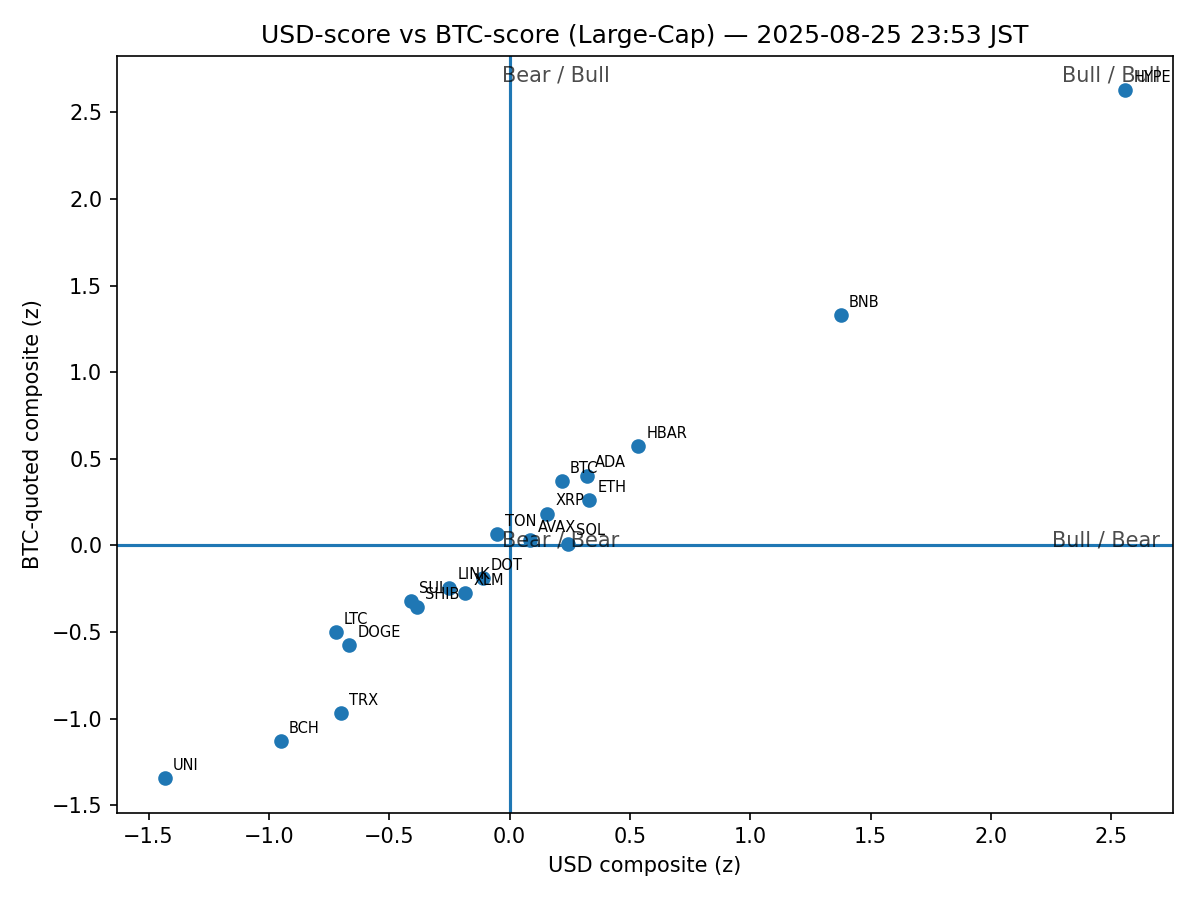 USD-score vs BTC-score (Large-Cap) — 2025-08-25 23:53 JST
Bear / Bull
Bull / Bull
HYPE
BNB
HBAR
ADA
BTC
ETH
XRP
TON
AVAX
SOL
Bear / Bear
Bull / Bear
DOT
LINK
XLM
SUI
SHIB
LTC
DOGE
TRX
BCH
UNI
2.5
2.0
1.5
1.0
0.5
0.0
−0.5
−1.0
−1.5
BTC-quoted composite (z)
−1.5
−1.0
−0.5
0.0
0.5
1.0
1.5
2.0
2.5
USD composite (z)